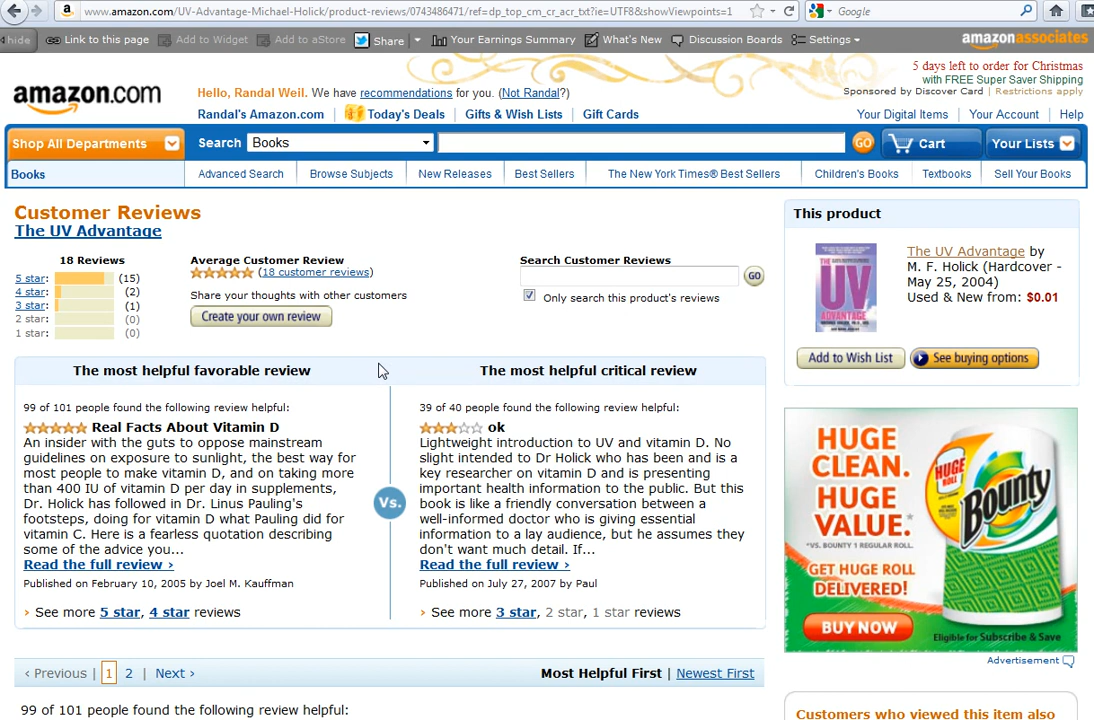 www.amazon.com/UV-Advantage-Michael-Holick/product-reviews/0743486471/ref=dp_top_cm_cr_acr_txt?ie=UTF8&showViewpoints=1
Google
hide
Link to this page
Add to Widget
Add to aStore
Share
Your Earnings Summary
What's New
Discussion Boards
Settings
amazonassociates
amazon.com
Hello, Randal Weil. We have recommendations for you. (Not Randal?)
5 days left to order for Christmas
with FREE Super Saver Shipping
Sponsored by Discover Card | Restrictions apply
Randal's Amazon.com | Today's Deals | Gifts & Wish Lists | Gift Cards
Your Digital Items | Your Account | Help
Shop All Departments
Search
Books
GO
Cart
Your Lists
Books
Advanced Search
Browse Subjects
New Releases
Best Sellers
The New York Times® Best Sellers
Children's Books
Textbooks
Sell Your Books
Customer Reviews
The UV Advantage
18 Reviews
5 star: (15)
4 star: (2)
3 star: (1)
2 star: (0)
1 star: (0)
Average Customer Review
(18 customer reviews)
Share your thoughts with other customers
Create your own review
Search Customer Reviews
GO
Only search this product's reviews
The most helpful favorable review
99 of 101 people found the following review helpful:
Real Facts About Vitamin D
An insider with the guts to oppose mainstream
guidelines on exposure to sunlight, the best way for
most people to make vitamin D, and on taking more
than 400 IU of vitamin D per day in supplements,
Dr. Holick has followed in Dr. Linus Pauling's
footsteps, doing for vitamin D what Pauling did for
vitamin C. Here is a fearless quotation describing
some of the advice you...
Read the full review ›
Published on February 10, 2005 by Joel M. Kauffman
› See more 5 star, 4 star reviews
Vs.
The most helpful critical review
39 of 40 people found the following review helpful:
ok
Lightweight introduction to UV and vitamin D. No
slight intended to Dr Holick who has been and is a
key researcher on vitamin D and is presenting
important health information to the public. But this
book is like a friendly conversation between a
well-informed doctor who is giving essential
information to a lay audience, but he assumes they
don't want much detail. If...
Read the full review ›
Published on July 27, 2007 by Paul
› See more 3 star, 2 star, 1 star reviews
‹ Previous | 1 2 | Next ›
Most Helpful First | Newest First
99 of 101 people found the following review helpful:
This product
THE
UV
ADVANTAGE
The UV Advantage by
M. F. Holick (Hardcover -
May 25, 2004)
Used & New from: $0.01
Add to Wish List
See buying options
HUGE
CLEAN.
HUGE
VALUE.*
*VS. BOUNTY 1 REGULAR ROLL.
GET HUGE ROLL
DELIVERED!
BUY NOW
HUGE
ROLL
Bounty
Eligible for Subscribe & Save
Advertisement
Customers who viewed this item also